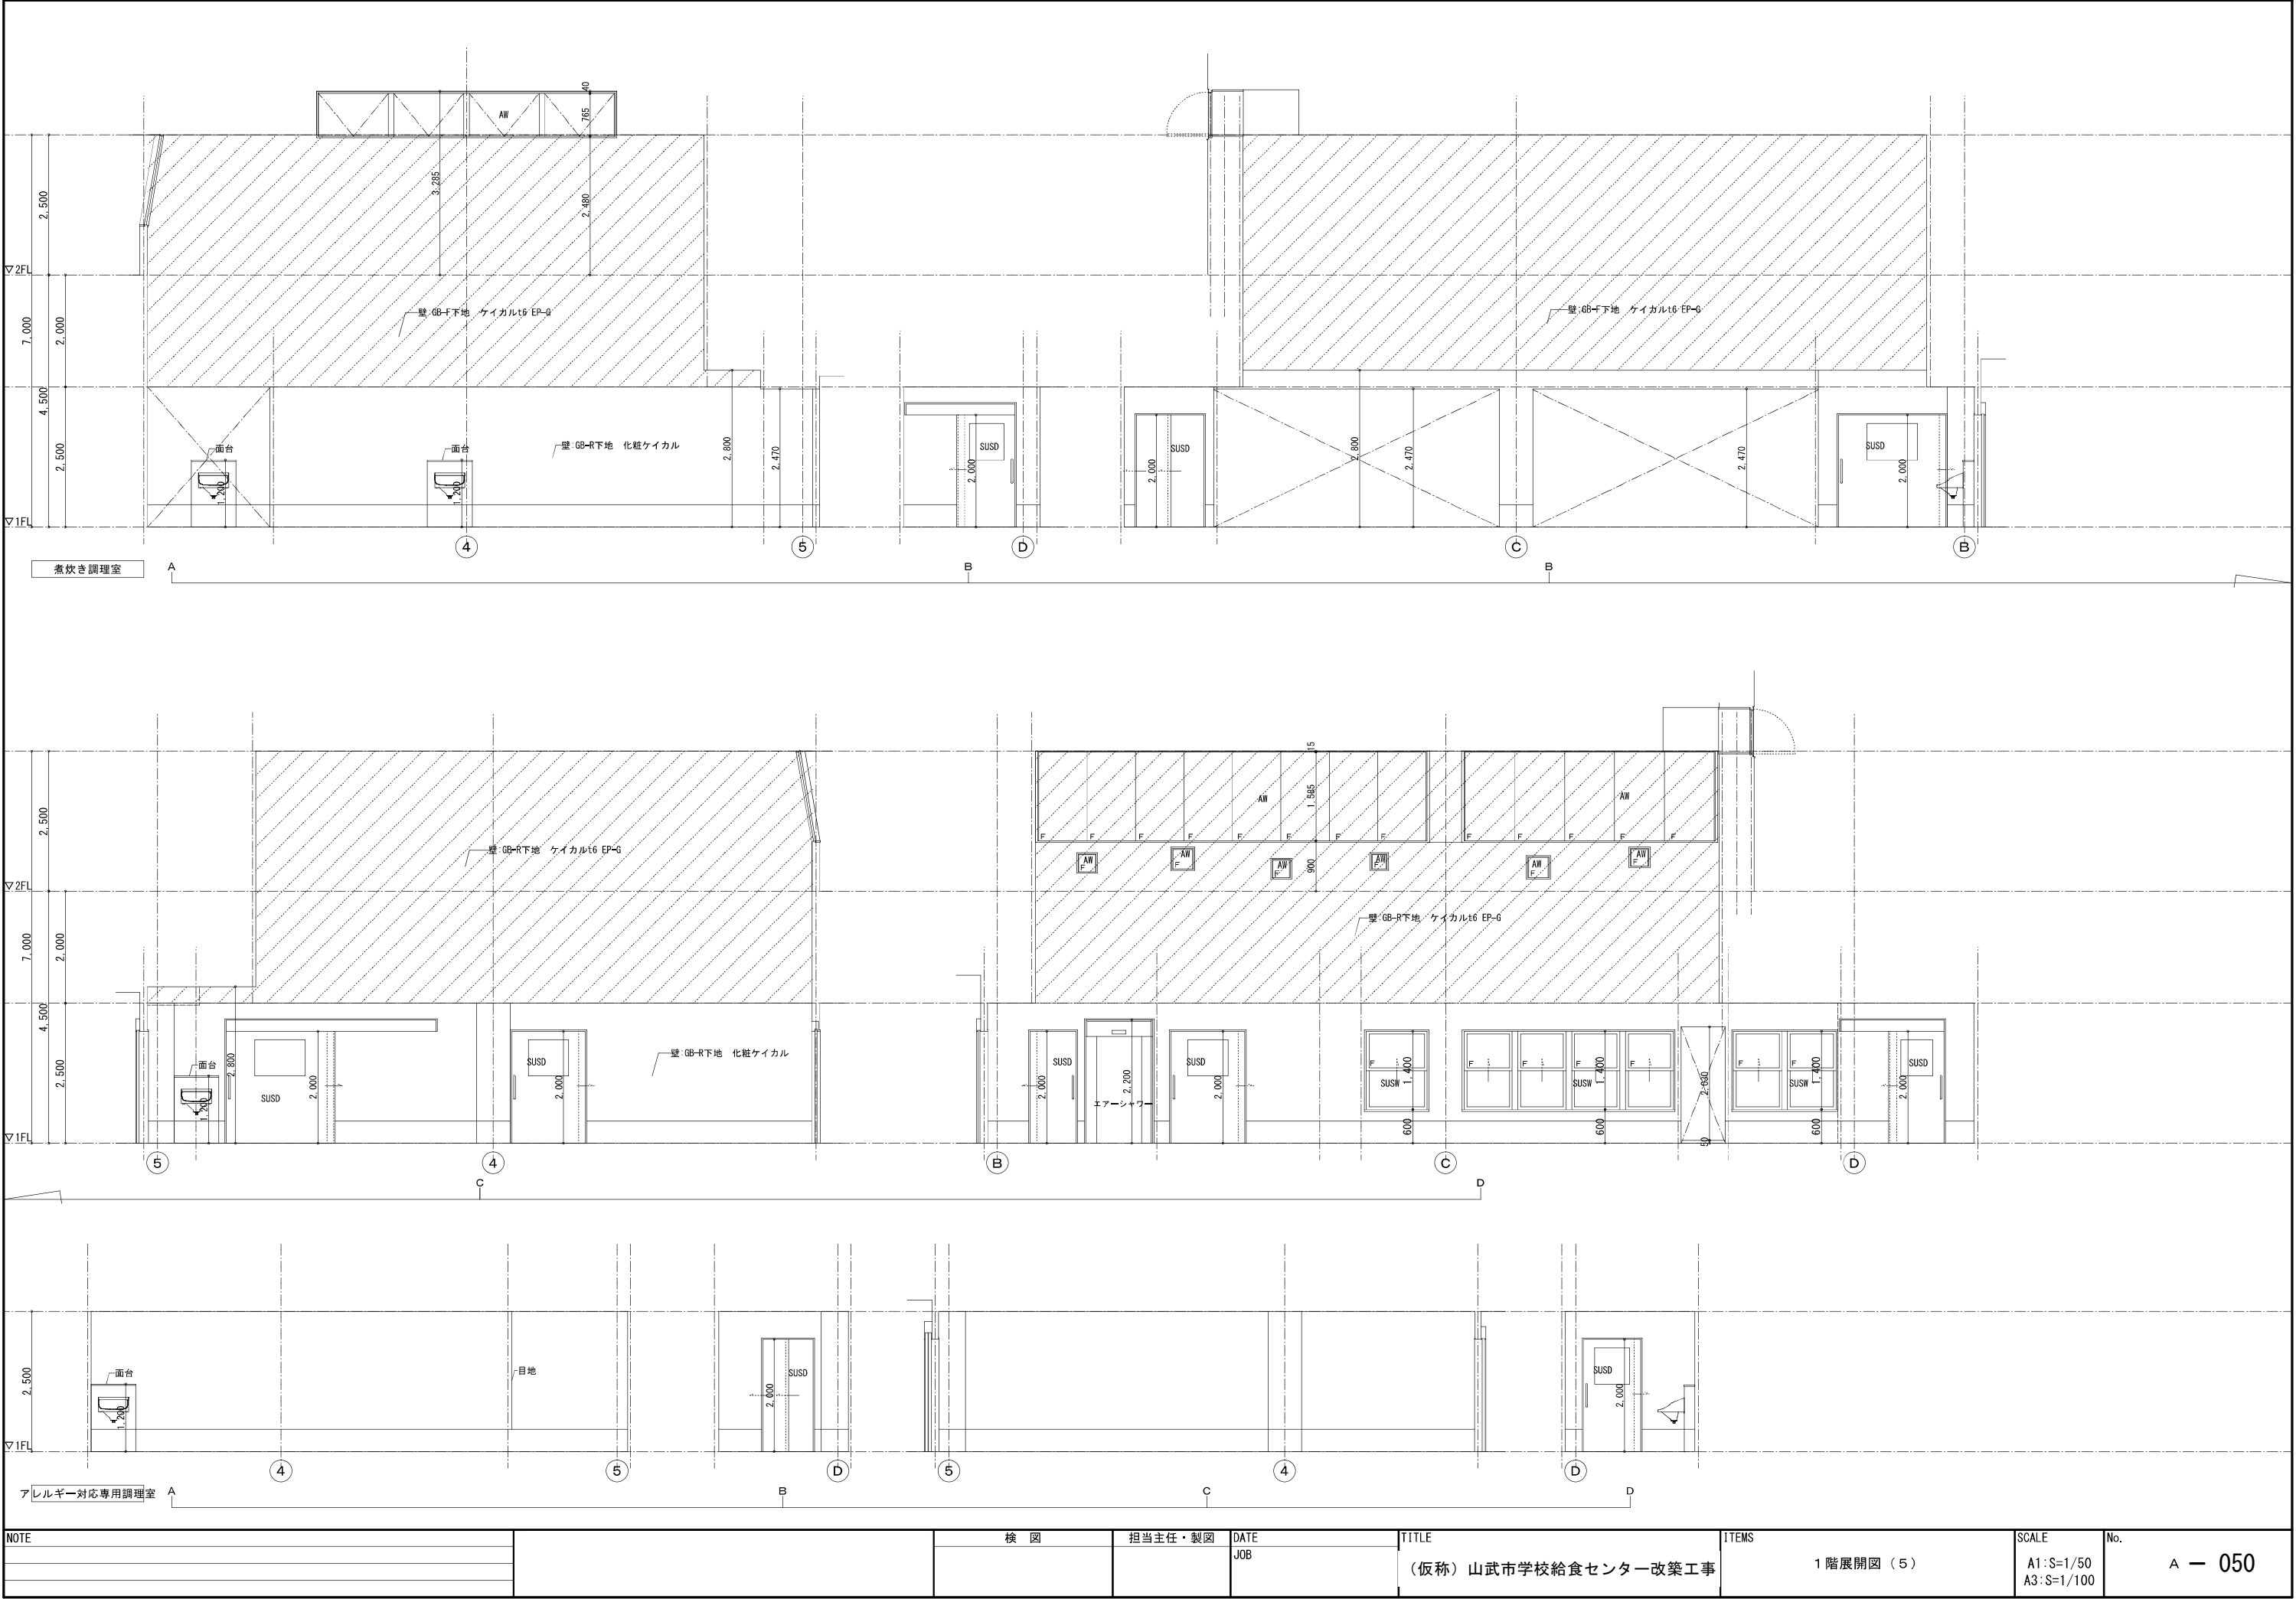 40
AW
765
2,500
3,285
2,480
▽2FL
壁:GB-F下地 ケイカルt6 EP-G
壁:GB-F下地 ケイカルt6 EP-G
7,000
2,000
4,500
2,500
面台
1,200
面台
1,200
壁:GB-R下地 化粧ケイカル
2,800
2,470
SUSD
2,000
SUSD
2,000
2,800
2,470
2,470
SUSD
2,000
▽1FL
4
5
D
C
B
煮炊き調理室
A
B
B
15
2,500
AW
1,585
AW
F F F F F F F F
F F F F F
壁:GB-R下地 ケイカルt6 EP-G
AW
F
AW
F
AW
F
AW
F
AW
F
AW
F
900
▽2FL
壁:GB-R下地 ケイカルt6 EP-G
7,000
2,000
4,500
2,500
面台
1,200
2,800
SUSD
2,000
SUSD
2,000
壁:GB-R下地 化粧ケイカル
SUSD
2,000
2,200
エアーシャワー
SUSD
2,000
F
SUSW
1,400
600
F F F F
SUSW
1,400
600
2,030
50
F F
SUSW
1,400
600
SUSD
2,000
▽1FL
5
4
B
C
D
C
D
2,500
面台
1,200
目地
SUSD
2,000
SUSD
2,000
▽1FL
4
5
D
5
4
D
アレルギー対応専用調理室
A
B
C
D
NOTE
検 図
担当主任・製図
DATE
JOB
TITLE
(仮称)山武市学校給食センター改築工事
ITEMS
1階展開図(5)
SCALE
A1:S=1/50
A3:S=1/100
No.
A - 050